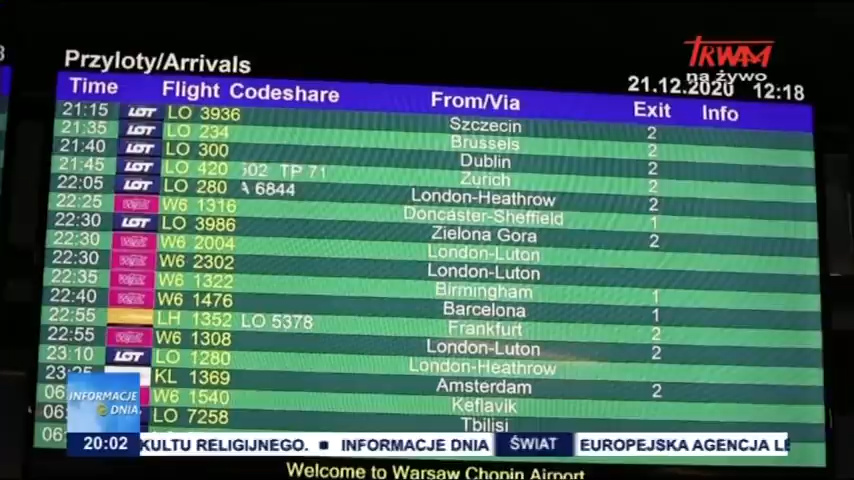 TRWAM
na żywo
Przyloty/Arrivals
21.12.2020 12:18
Time Flight Codeshare From/Via Exit Info
21:15 LOT LO 3936 Szczecin 2
21:35 LOT LO 234 Brussels 2
21:40 LOT LO 300 Dublin 2
21:45 LOT LO 420 TP 71 Zurich 2
22:05 LOT LO 280 6844 London-Heathrow 2
22:25 W6 1316 Doncaster-Sheffield 1
22:30 LOT LO 3986 Zielona Gora 2
22:30 W6 2004 London-Luton
22:30 W6 2302 London-Luton
22:35 W6 1322 Birmingham 1
22:40 W6 1476 Barcelona 1
22:55 LH 1352 LO 5378 Frankfurt 2
22:55 W6 1308 London-Luton 2
23:10 LOT LO 1280 London-Heathrow
KL 1369 Amsterdam 2
06: W6 1540 Keflavik
06: LO 7258 Tbilisi
06:
INFORMACJE DNIA
20:02 KULTU RELIGIJNEGO. ■ INFORMACJE DNIA ŚWIAT EUROPEJSKA AGENCJA
Welcome to Warsaw Chopin Airport